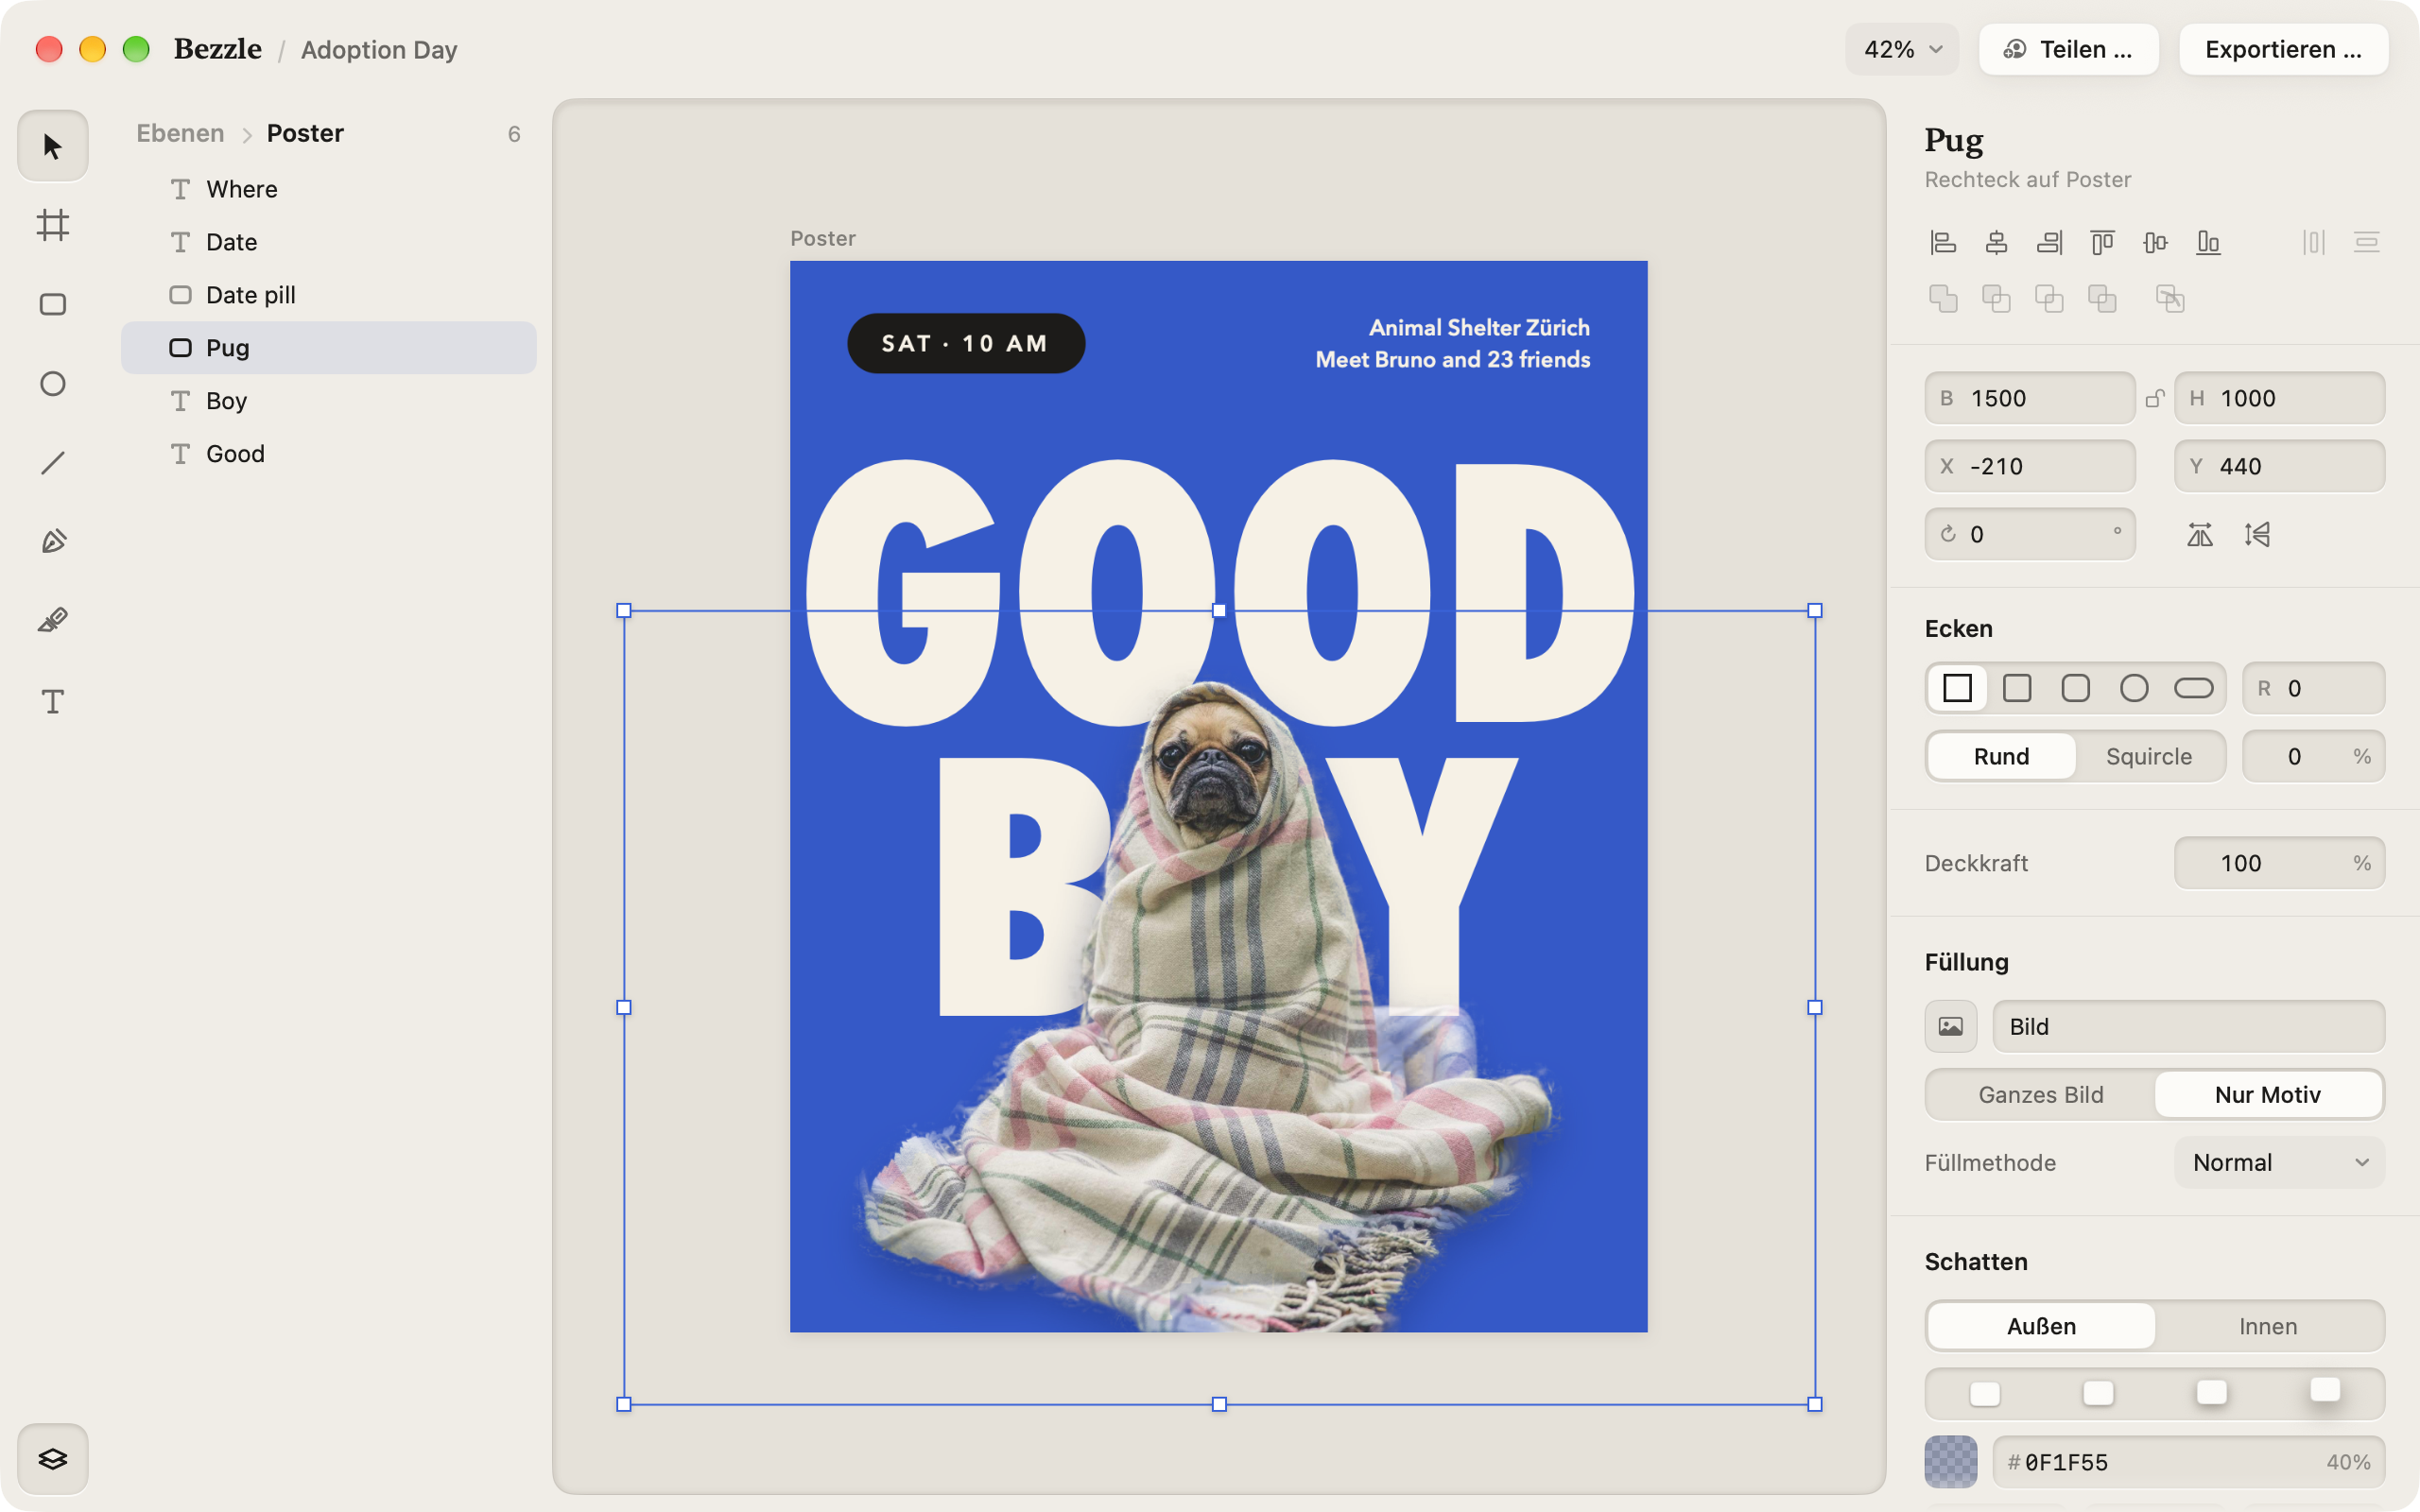 Bezzle / Adoption Day
42%
Teilen ...
Exportieren ...
Ebenen > Poster 6
Where
Date
Date pill
Pug
Boy
Good
Poster
SAT · 10 AM
Animal Shelter Zürich
Meet Bruno and 23 friends
GOOD
B Y
Pug
Rechteck auf Poster
B 1500 H 1000
X -210 Y 440
0 °
Ecken
R 0
Rund Squircle 0 %
Deckkraft 100 %
Füllung
Bild
Ganzes Bild Nur Motiv
Füllmethode Normal
Schatten
Außen Innen
# 0F1F55 40%